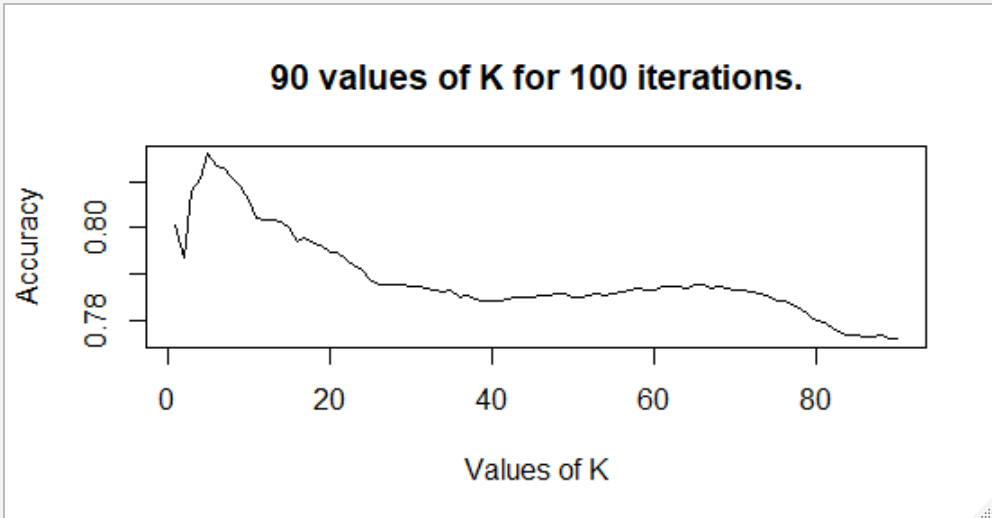 90 values of K for 100 iterations.
Accuracy
0.80
0.78
0 20 40 60 80
Values of K